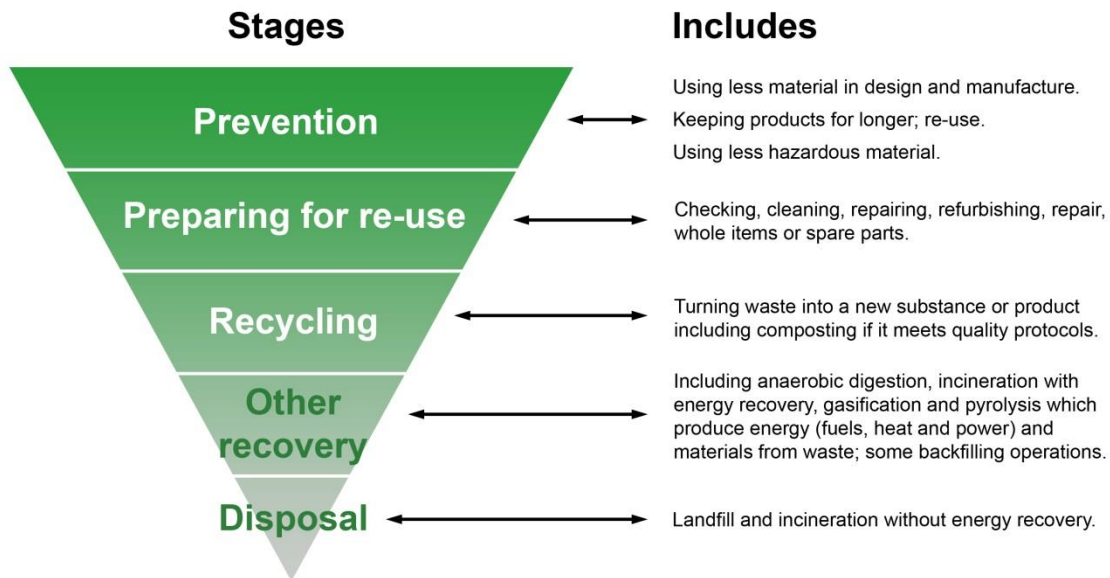 Stages
Includes
Prevention
Using less material in design and manufacture.
Keeping products for longer; re-use.
Using less hazardous material.
Preparing for re-use
Checking, cleaning, repairing, refurbishing, repair,
whole items or spare parts.
Recycling
Turning waste into a new substance or product
including composting if it meets quality protocols.
Other
recovery
Including anaerobic digestion, incineration with
energy recovery, gasification and pyrolysis which
produce energy (fuels, heat and power) and
materials from waste; some backfilling operations.
Disposal
Landfill and incineration without energy recovery.